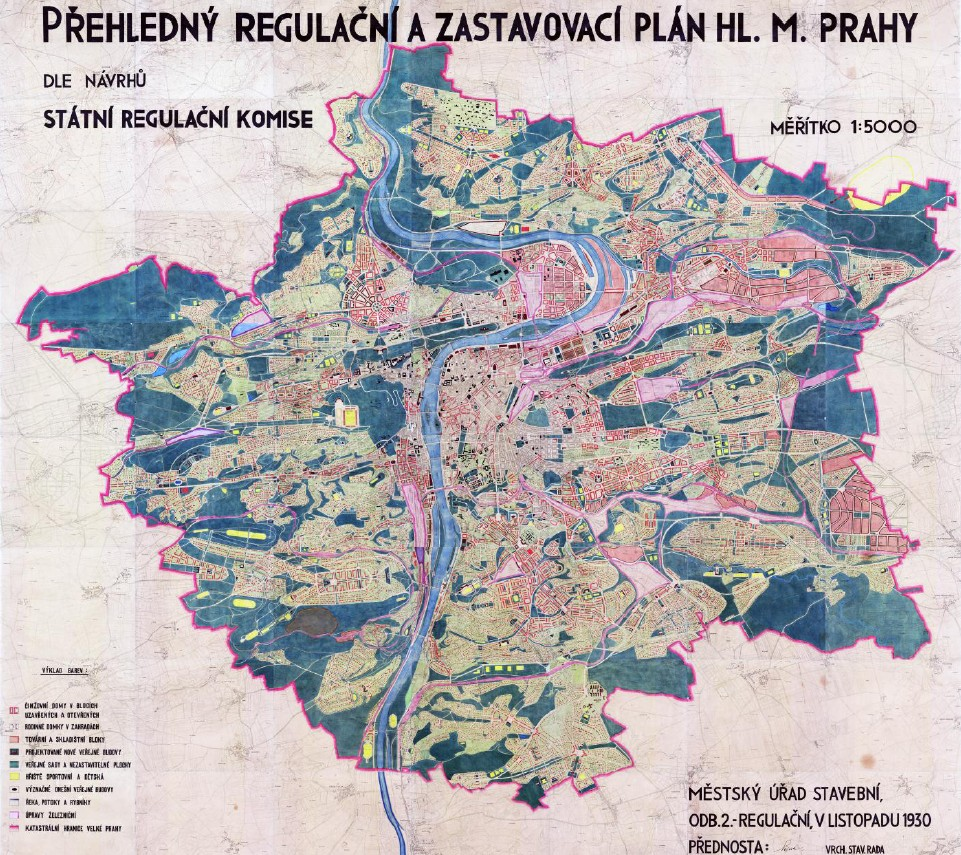 PŘEHLEDNÝ REGULAČNÍ A ZASTAVOVACÍ PLÁN HL. M. PRAHY
DLE NÁVRHŮ
STÁTNÍ REGULAČNÍ KOMISE
MĚŘÍTKO 1:5000
VÝKLAD BAREV:
ČINŽOVNÍ DOMY V BLOCÍCH
UZAVŘENÝCH A OTEVŘENÝCH
RODINNÉ DOMKY V ZAHRADÁCH
TOVÁRNÍ A SKLADIŠTNÍ BLOKY
PROJEKTOVANÉ NOVÉ VEŘEJNÉ BUDOVY
VEŘEJNÉ SADY A NEZASTAVITELNÉ PLOCHY
HŘIŠTĚ SPORTOVNÍ A DĚTSKÁ
VÝZNAČNÉ DNEŠNÍ VEŘEJNÉ BUDOVY
ŘEKA, POTOKY A RYBNÍKY
ÚPRAVY ŽELEZNIČNÍ
KATASTRÁLNÍ HRANICE VELKÉ PRAHY
MĚSTSKÝ ÚŘAD STAVEBNÍ,
ODB. 2.-REGULAČNÍ, V LISTOPADU 1930
PŘEDNOSTA:
VRCH. STAV. RADA